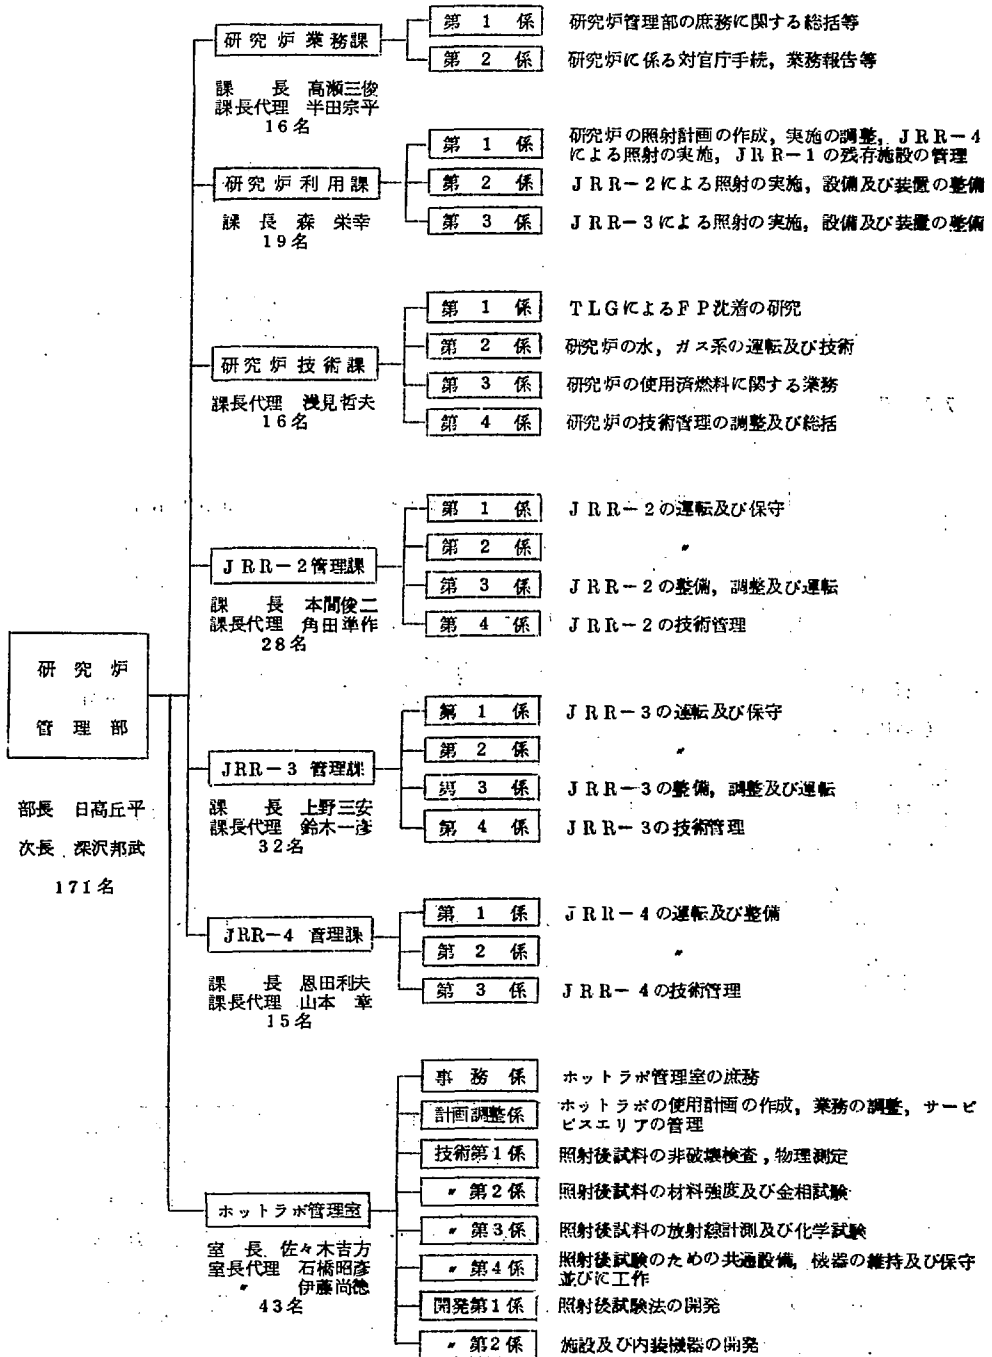 研究炉管理部
部長 日高丘平
次長 深沢邦武
171名
研究炉業務課
課長 高瀬三俊
課長代理 半田宗平
16名
第1係 研究炉管理部の庶務に関する総括等
第2係 研究炉に係る対官庁手続,業務報告等
研究炉利用課
課長 森 栄幸
19名
第1係 研究炉の照射計画の作成,実施の調整,JRR-4
による照射の実施,JRR-1の残存施設の管理
第2係 JRR-2による照射の実施,設備及び装置の整備
第3係 JRR-3による照射の実施,設備及び装置の整備
研究炉技術課
課長代理 浅見哲夫
16名
第1係 TLGによるFP沈着の研究
第2係 研究炉の水,ガス系の運転及び技術
第3係 研究炉の使用済燃料に関する業務
第4係 研究炉の技術管理の調整及び総括
JRR-2管理課
課長 本間俊二
課長代理 角田準作
28名
第1係 JRR-2の運転及び保守
第2係 〃
第3係 JRR-2の整備,調整及び運転
第4係 JRR-2の技術管理
JRR-3 管理課
課長 上野三安
課長代理 鈴木一彦
32名
第1係 JRR-3の運転及び保守
第2係 〃
第3係 JRR-3の整備,調整及び運転
第4係 JRR-3の技術管理
JRR-4 管理課
課長 恩田利夫
課長代理 山本 章
15名
第1係 JRR-4の運転及び整備
第2係 〃
第3係 JRR-4の技術管理
ホットラボ管理室
室長 佐々木吉方
室長代理 石橋昭彦
〃 伊藤尚徳
43名
事務係 ホットラボ管理室の庶務
計画調整係 ホットラボの使用計画の作成,業務の調整,サービ
ビスエリアの管理
技術第1係 照射後試料の非破壊検査,物理測定
〃 第2係 照射後試料の材料強度及び金相試験
〃 第3係 照射後試料の放射線計測及び化学試験
〃 第4係 照射後試験のための共通設備,機器の維持及び保守
並びに工作
開発第1係 照射後試験法の開発
〃 第2係 施設及び内装機器の開発